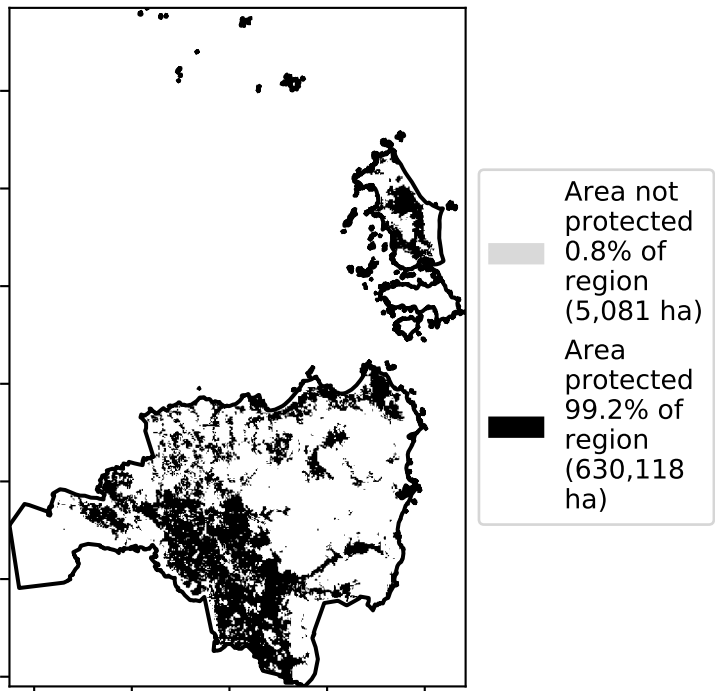 Area not
protected
0.8% of
region
(5,081 ha)
Area
protected
99.2% of
region
(630,118
ha)